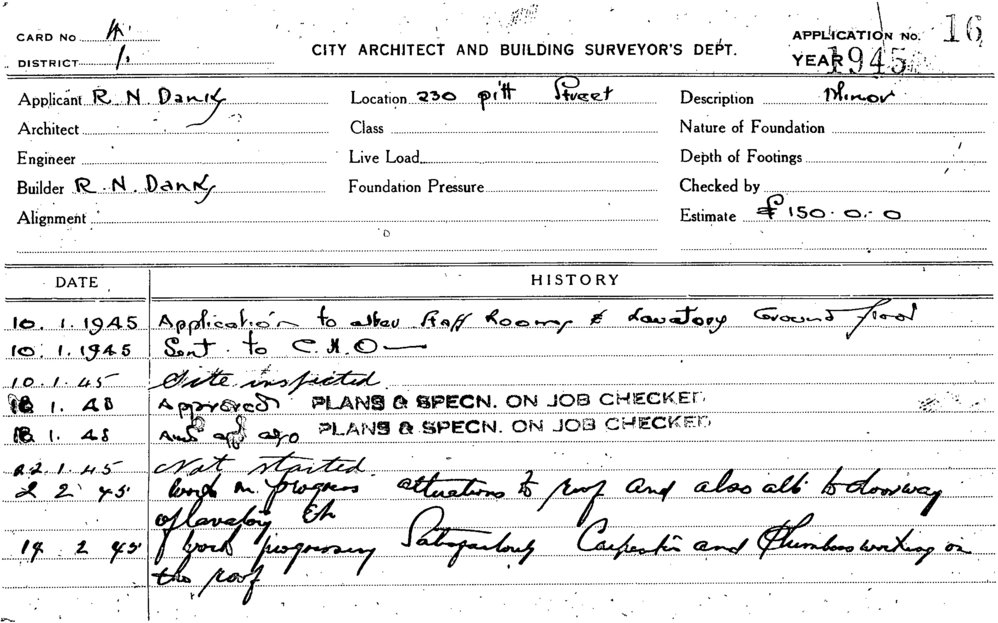 CARD No 4
CITY ARCHITECT AND BUILDING SURVEYOR'S DEPT.
APPLICATION No. 16
DISTRICT 1.
YEAR 1945
Applicant R. N. Danks
Location 230 pitt Street
Description Minor
Architect
Class
Nature of Foundation
Engineer
Live Load
Depth of Footings
Builder R. N. Danks
Foundation Pressure
Checked by
Alignment
Estimate £150.0.0
DATE
HISTORY
10. 1. 1945 Application to alter Staff Rooms & Lavatory Ground floor
10. 1. 1945 Sent to C.H.O
10. 1. 45 Site inspected
1. 45 Approved PLANS & SPECN. ON JOB CHECKED
1. 45 PLANS & SPECN. ON JOB CHECKED
22. 1. 45 Not started.
2 2 45 Work in progress alterations to roof and also alt to doorway
of lavatory Etc
14 2 45 work progressing Satisfactorily Carpenter and Plumbers working on
the roof